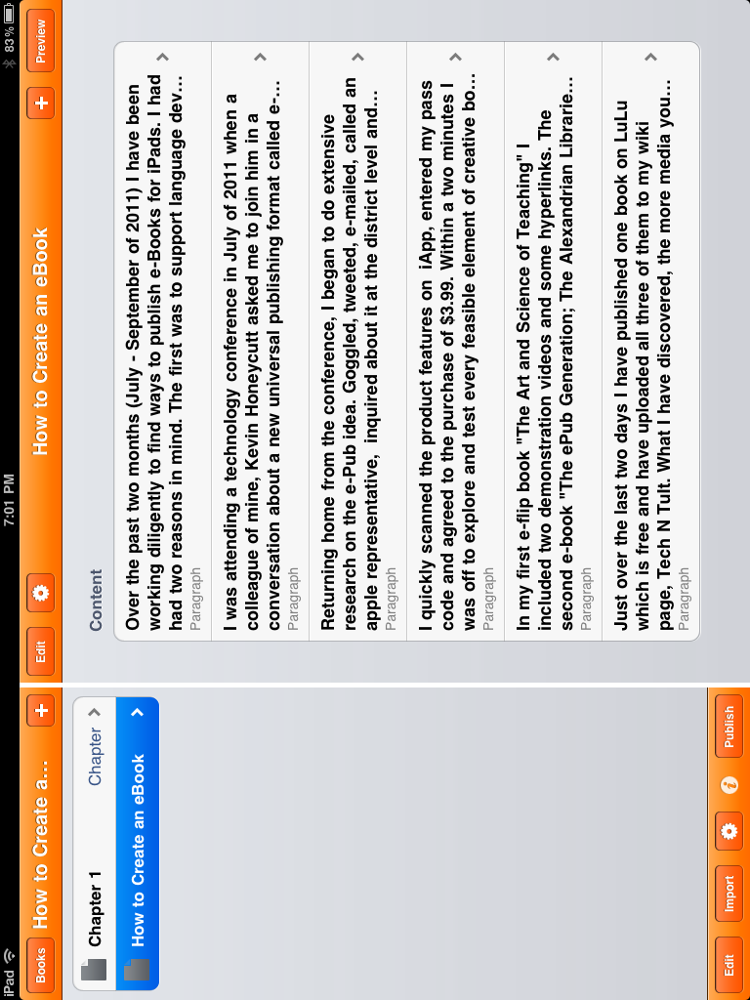 iPad
7:01 PM
83%
Books
How to Create a...
+
Edit
How to Create an eBook
+
Preview
Chapter 1
Chapter
How to Create an eBook
Content
Over the past two months (July - September of 2011) I have been
working diligently to find ways to publish e-Books for iPads. I had
had two reasons in mind. The first was to support language dev...
Paragraph
I was attending a technology conference in July of 2011 when a
colleague of mine, Kevin Honeycutt asked me to join him in a
conversation about a new universal publishing format called e-...
Paragraph
Returning home from the conference, I began to do extensive
research on the e-Pub idea. Goggled, tweeted, e-mailed, called an
apple representative,  inquired about it at the district level and...
Paragraph
I quickly scanned the product features on  iApp, entered my pass
code and agreed to the purchase of $3.99. Within a two minutes I
was off to explore and test every feasible element of creative bo...
Paragraph
In my first e-flip book "The Art and Science of Teaching" I
included two demonstration videos and some hyperlinks. The
second e-book "The ePub Generation; The Alexandrian Librarie...
Paragraph
Just over the last two days I have published one book on LuLu
which is free and have uploaded all three of them to my wiki
page, Tech N Tult. What I have discovered, the more media you...
Paragraph
Edit
Import
i
Publish